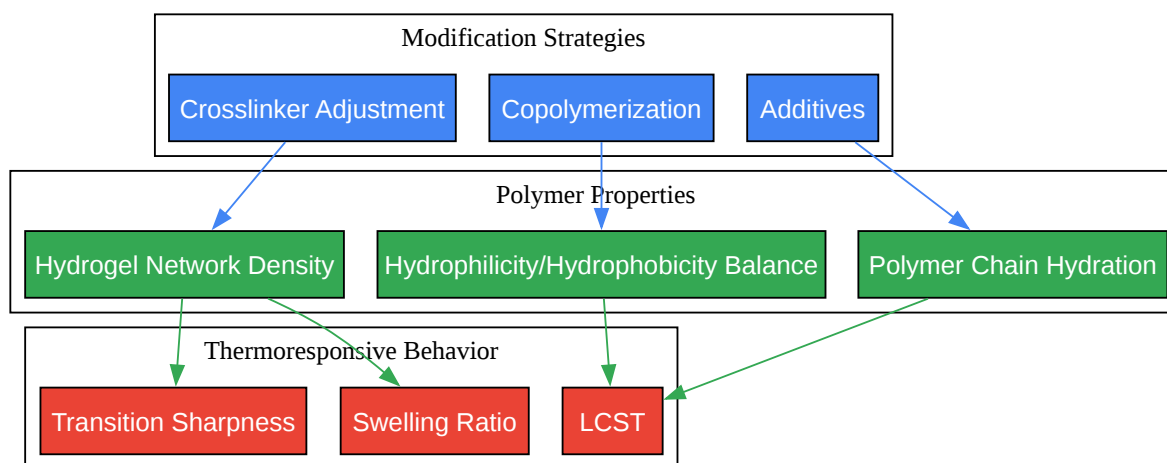 Modification Strategies
Crosslinker Adjustment
Copolymerization
Additives
Polymer Properties
Hydrogel Network Density
Hydrophilicity/Hydrophobicity Balance
Polymer Chain Hydration
Thermoresponsive Behavior
Transition Sharpness
Swelling Ratio
LCST